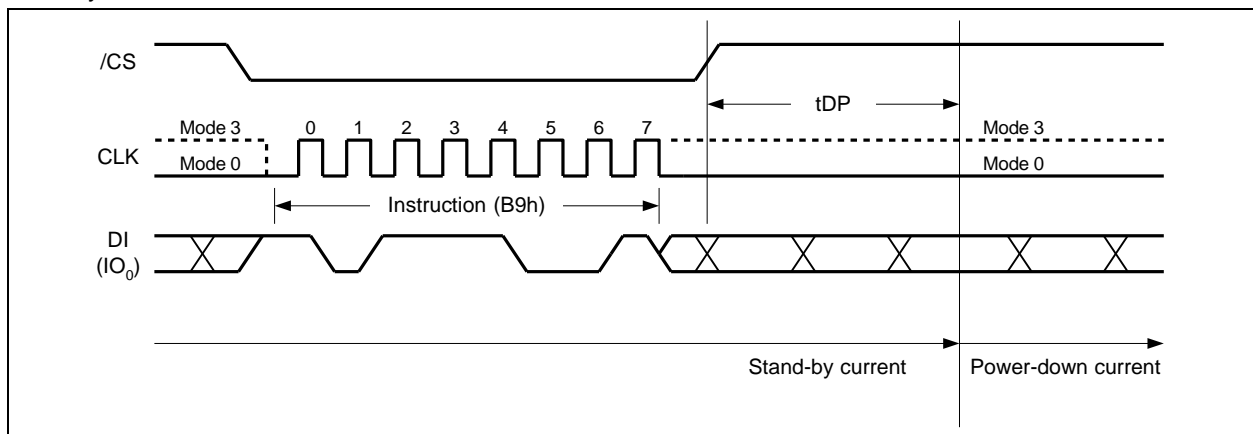 /CS
tDP
Mode 3 0 1 2 3 4 5 6 7 Mode 3
CLK
Mode 0 Mode 0
Instruction (B9h)
DI
(IO₀)
Stand-by current Power-down current